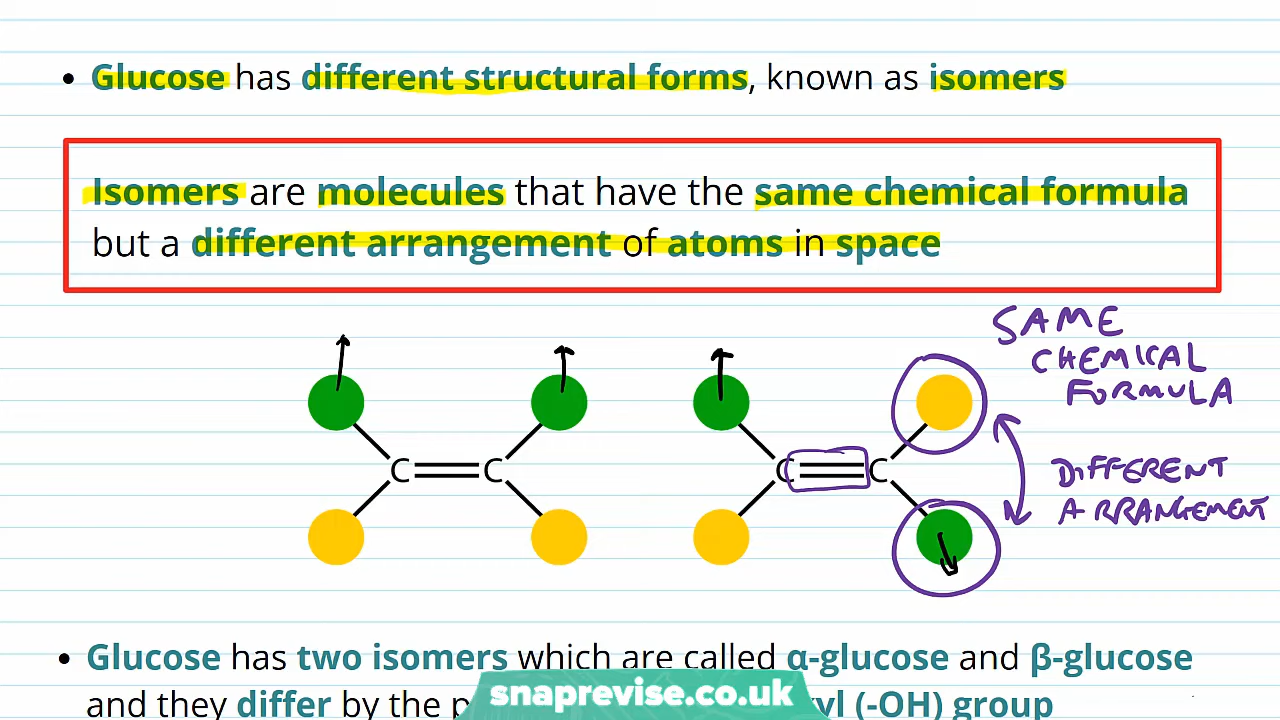 • Glucose has different structural forms, known as isomers
Isomers are molecules that have the same chemical formula
but a different arrangement of atoms in space
SAME
CHEMICAL
FORMULA
C C C C
DIFFERENT
ARRANGEMENT
• Glucose has two isomers which are called α-glucose and β-glucose
and they differ by the (-OH) group
snaprevise.co.uk